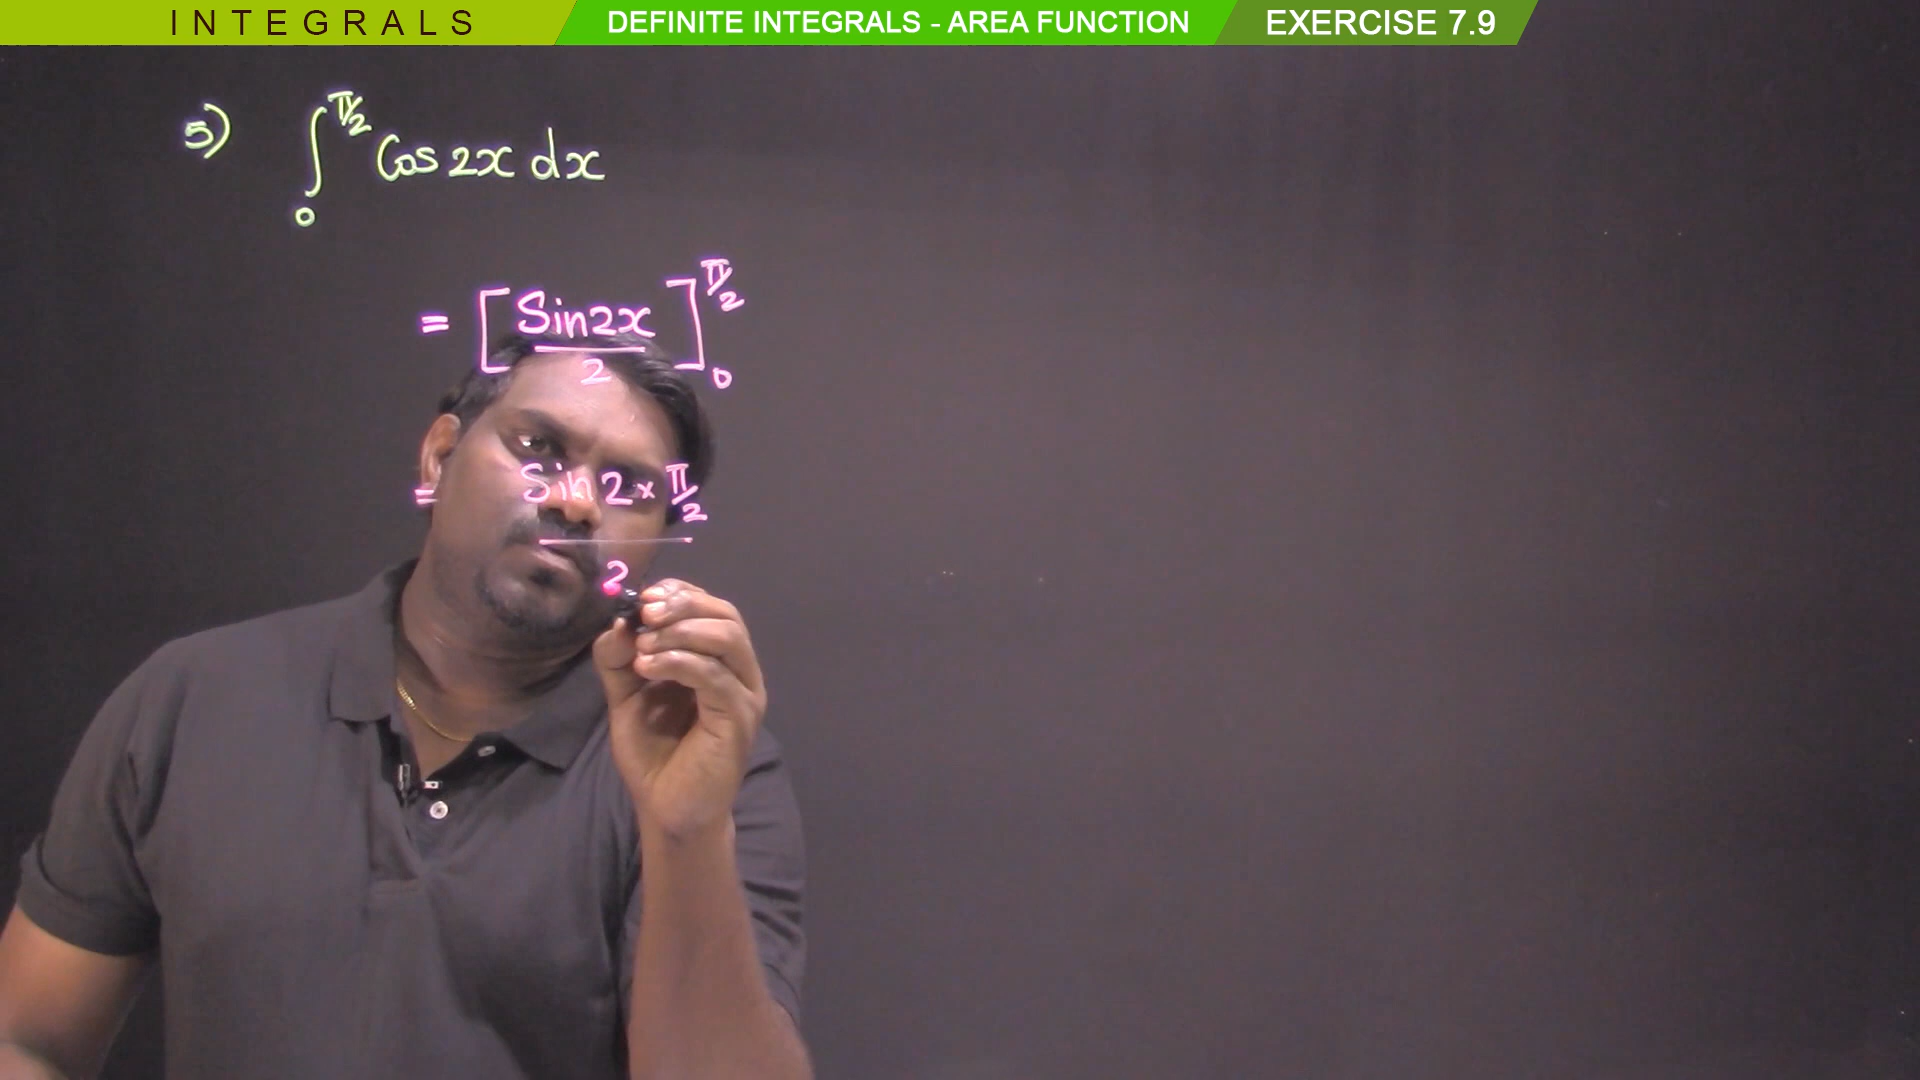 INTEGRALS DEFINITE INTEGRALS - AREA FUNCTION EXERCISE 7.9
5) ∫₀^π/2 Cos 2x dx
= [Sin2x / 2]₀^π/2
= Sin 2 × π/2
2